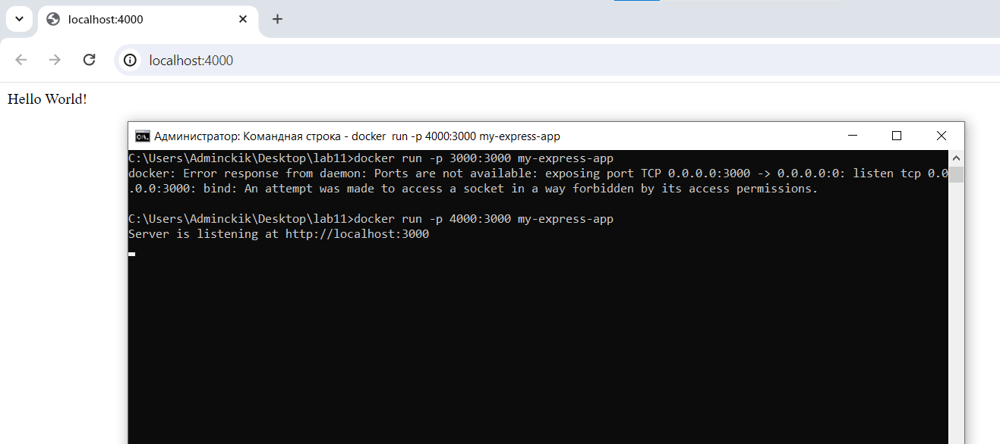 localhost:4000
localhost:4000
Hello World!
Администратор: Командная строка - docker  run -p 4000:3000 my-express-app
C:\Users\Adminckik\Desktop\lab11>docker run -p 3000:3000 my-express-app
docker: Error response from daemon: Ports are not available: exposing port TCP 0.0.0.0:3000 -> 0.0.0.0:0: listen tcp 0.0
.0.0:3000: bind: An attempt was made to access a socket in a way forbidden by its access permissions.
C:\Users\Adminckik\Desktop\lab11>docker run -p 4000:3000 my-express-app
Server is listening at http://localhost:3000